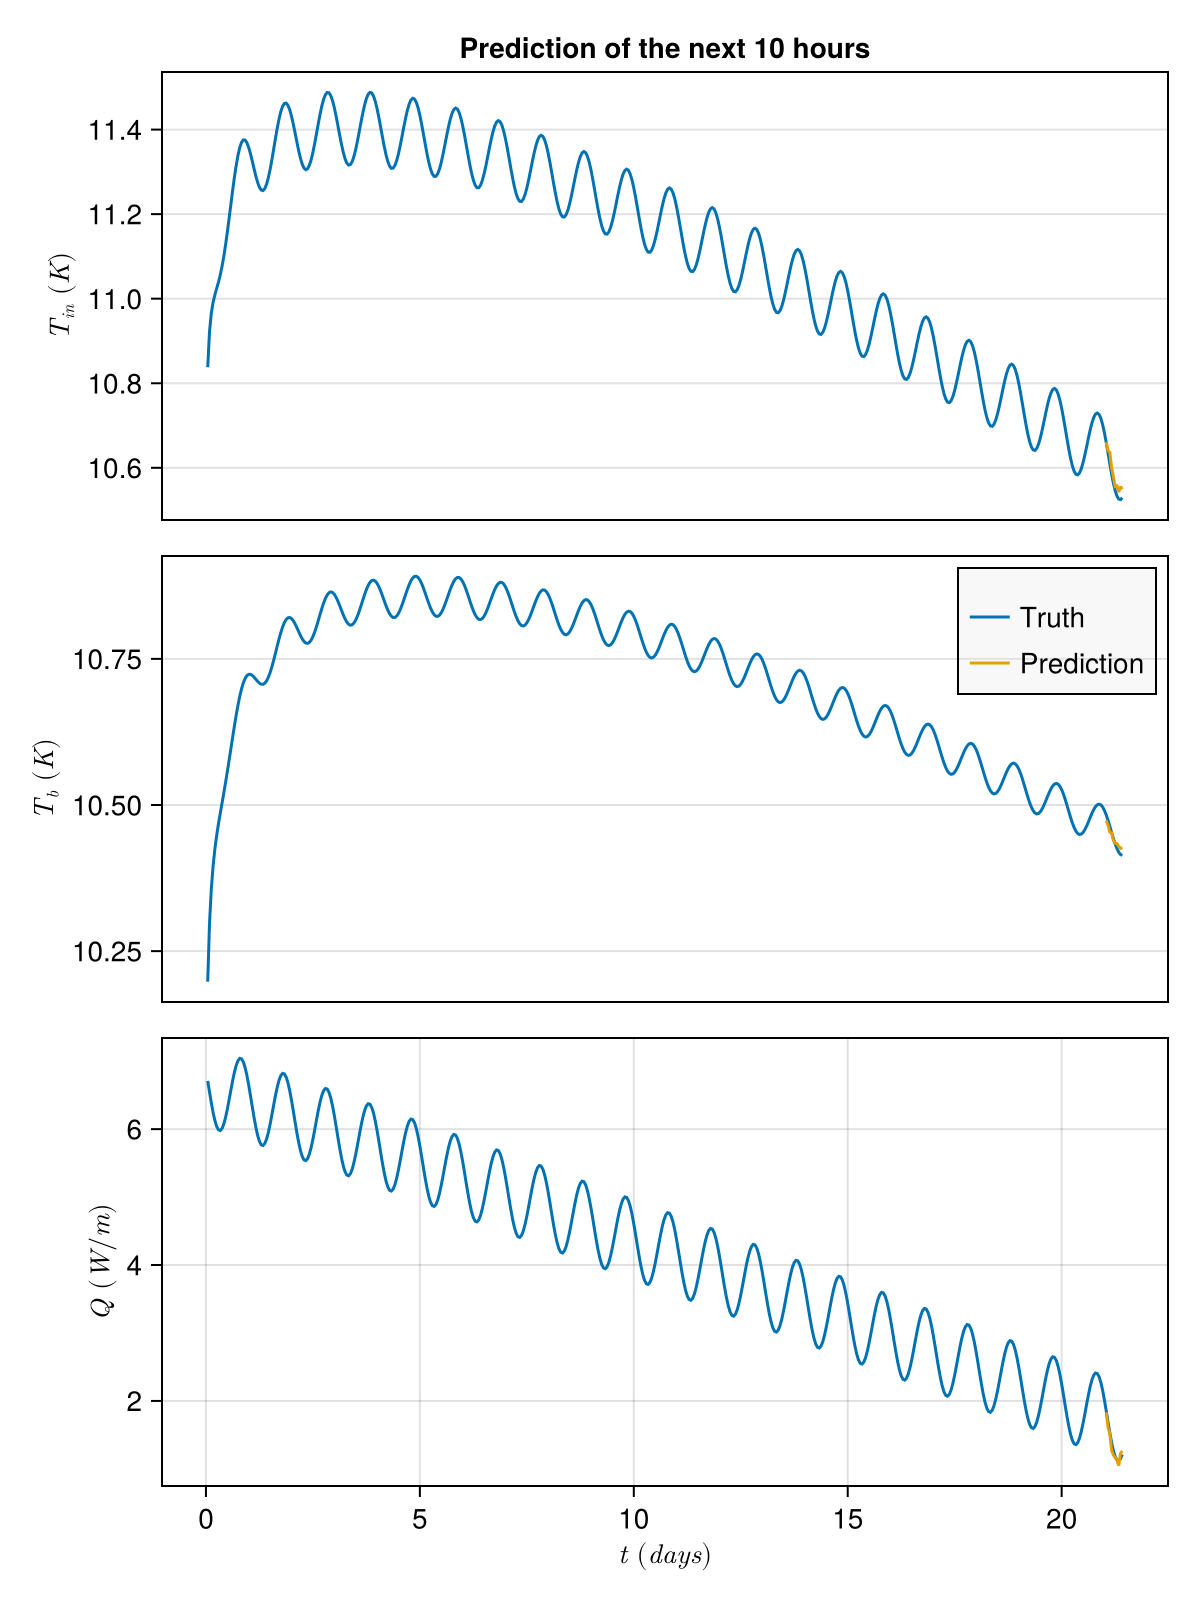 Prediction of the next 10 hours
11.4
11.2
11.0
10.8
10.6
T_in (K)
Truth
Prediction
10.75
10.50
10.25
T_b (K)
6
4
2
Q (W/m)
0 5 10 15 20
t (days)